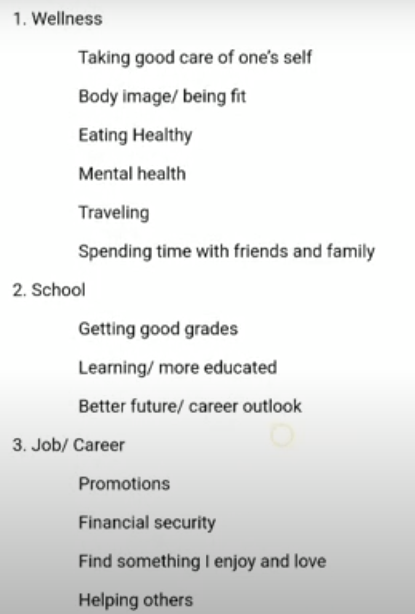 1. Wellness
Taking good care of one's self
Body image/ being fit
Eating Healthy
Mental health
Traveling
Spending time with friends and family
2. School
Getting good grades
Learning/ more educated
Better future/ career outlook
3. Job/ Career
Promotions
Financial security
Find something I enjoy and love
Helping others